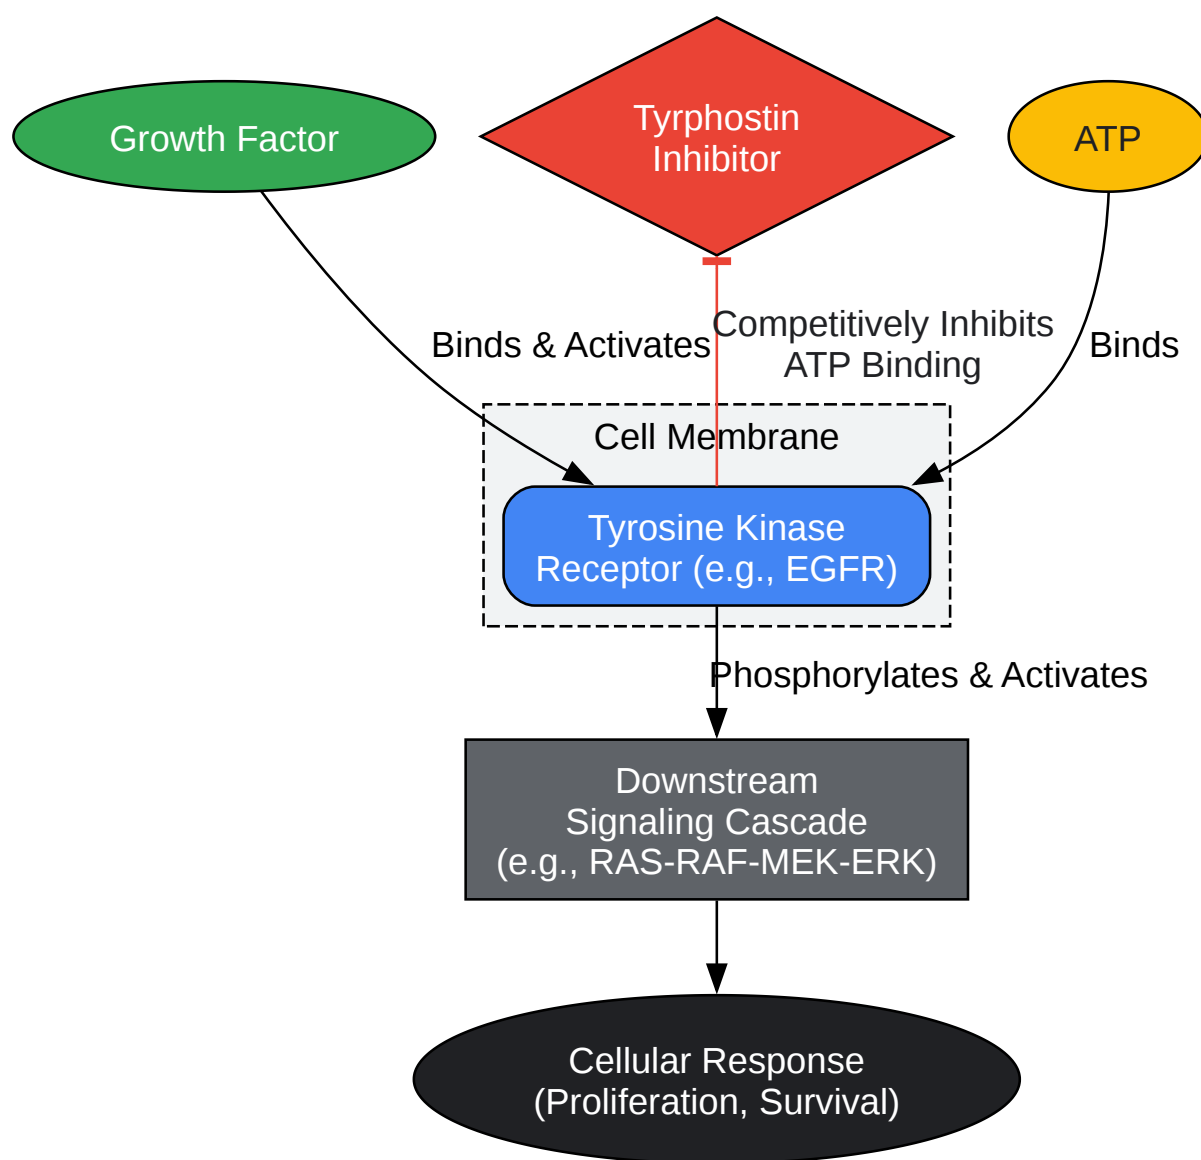 Growth Factor
Tyrphostin
Inhibitor
ATP
Binds & Activates
Competitively Inhibits
ATP Binding
Binds
Cell Membrane
Tyrosine Kinase
Receptor (e.g., EGFR)
Phosphorylates & Activates
Downstream
Signaling Cascade
(e.g., RAS-RAF-MEK-ERK)
Cellular Response
(Proliferation, Survival)